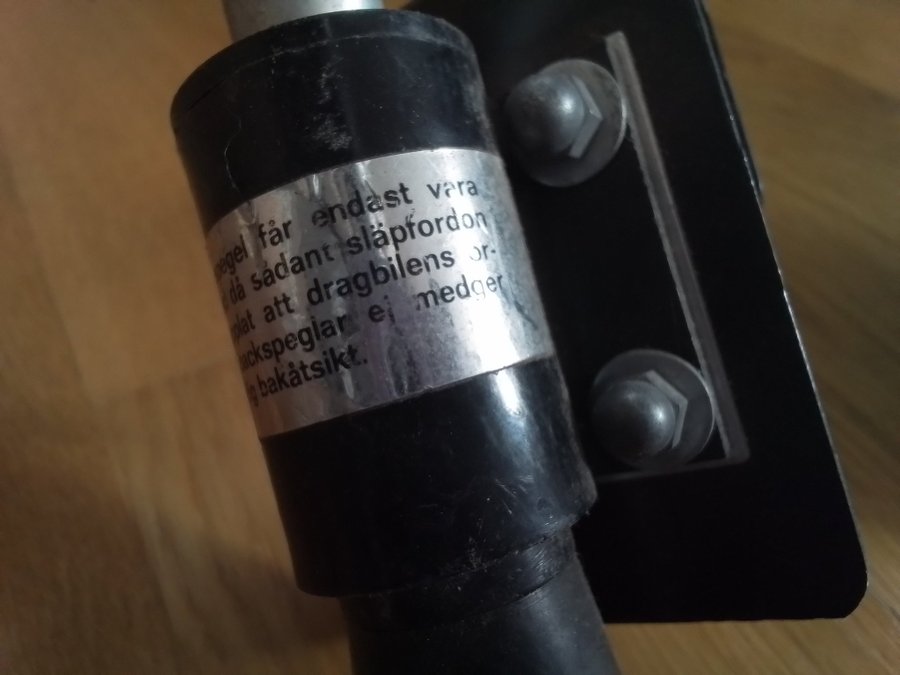 får endast vara
då sådant släpfordon
att dragbilens or-
backspeglar ej medger
bakåtsikt.